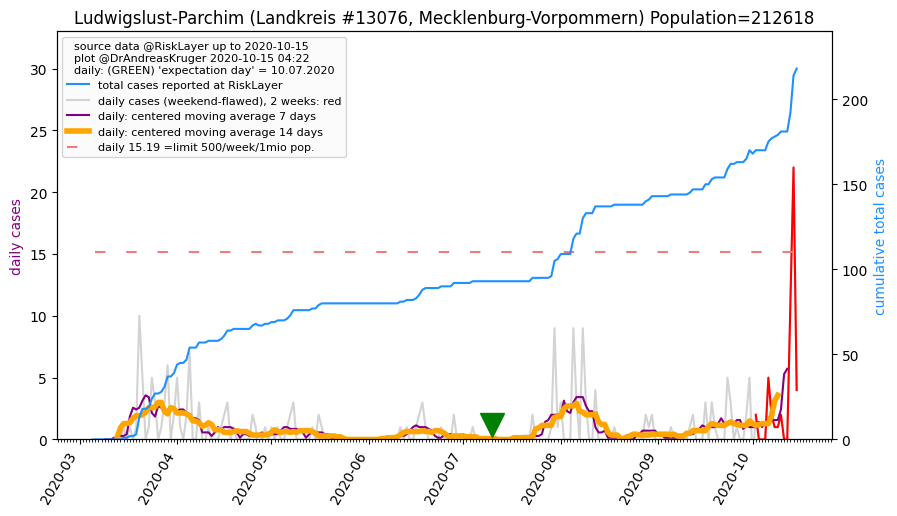 Ludwigslust-Parchim (Landkreis #13076, Mecklenburg-Vorpommern) Population=212618
source data @RiskLayer up to 2020-10-15
plot @DrAndreasKruger 2020-10-15 04:22
daily: (GREEN) 'expectation day' = 10.07.2020
total cases reported at RiskLayer
daily cases (weekend-flawed), 2 weeks: red
daily: centered moving average 7 days
daily: centered moving average 14 days
daily 15.19 =limit 500/week/1mio pop.
daily cases
30
25
20
15
10
5
0
cumulative total cases
200
150
100
50
0
2020-03
2020-04
2020-05
2020-06
2020-07
2020-08
2020-09
2020-10